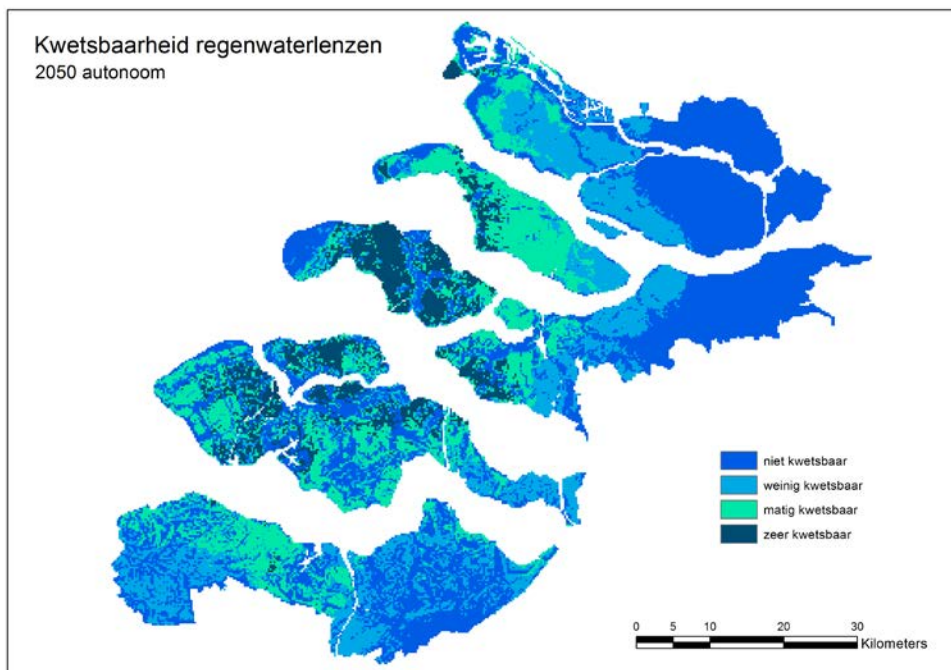 Kwetsbaarheid regenwaterlenzen
2050 autonoom
niet kwetsbaar
weinig kwetsbaar
matig kwetsbaar
zeer kwetsbaar
0 5 10 20 30
Kilometers